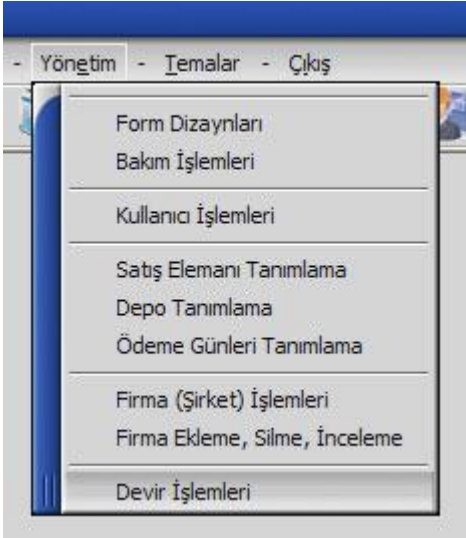 - Yönetim - Temalar - Çıkış
Form Dizaynları
Bakım İşlemleri
Kullanıcı İşlemleri
Satış Elemanı Tanımlama
Depo Tanımlama
Ödeme Günleri Tanımlama
Firma (Şirket) İşlemleri
Firma Ekleme, Silme, İnceleme
Devir İşlemleri